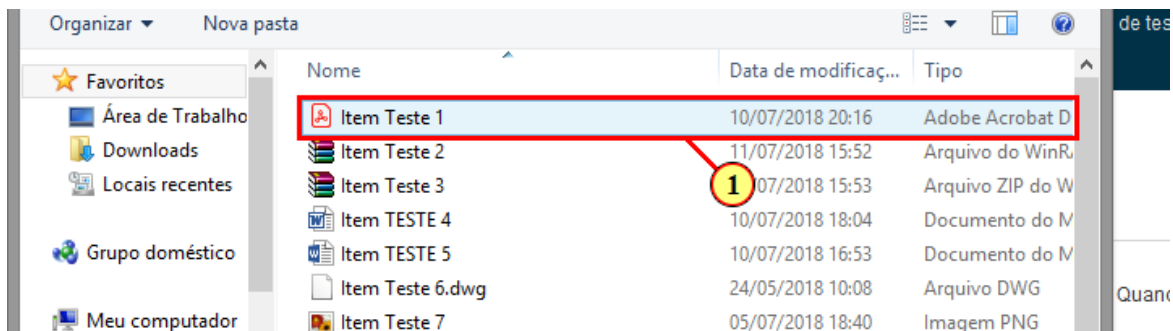 Organizar Nova pasta de tes
Nome Data de modificaç... Tipo
Favoritos
Área de Trabalho Item Teste 1 10/07/2018 20:16 Adobe Acrobat D
Downloads Item Teste 2 11/07/2018 15:52 Arquivo do WinR
Locais recentes Item Teste 3 1 07/2018 15:53 Arquivo ZIP do W
Item TESTE 4 10/07/2018 18:04 Documento do M
Grupo doméstico Item TESTE 5 10/07/2018 16:53 Documento do M
Item Teste 6.dwg 24/05/2018 10:08 Arquivo DWG
Quand
Meu computador Item Teste 7 05/07/2018 18:40 Imagem PNG